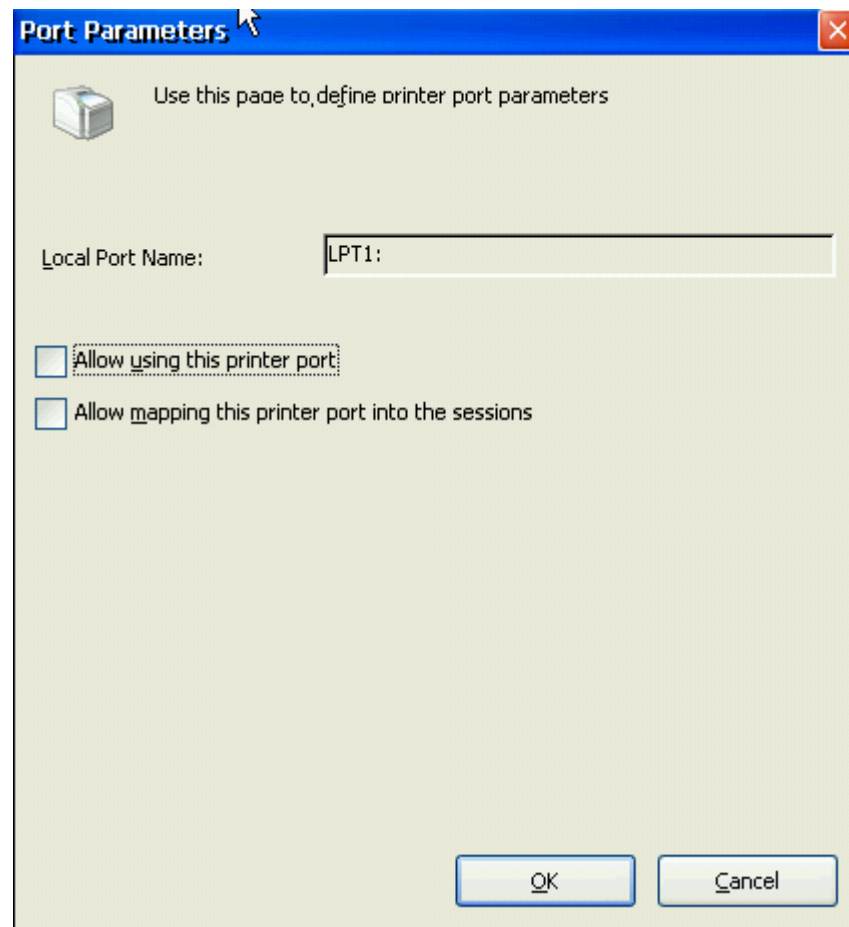 Port Parameters
Use this page to define printer port parameters
Local Port Name:
LPT1:
Allow using this printer port
Allow mapping this printer port into the sessions
OK
Cancel